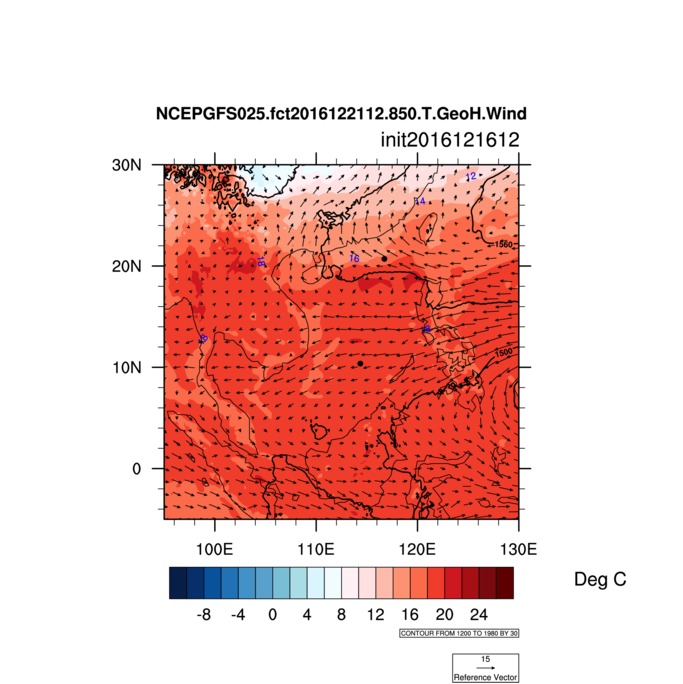 NCEPGFS025.fct2016122112.850.T.GeoH.Wind
init2016121612
30N
20N
10N
0
12
14
16
18
1560
1500
100E
110E
120E
130E
-8 -4 0 4 8 12 16 20 24
Deg C
CONTOUR FROM 1200 TO 1980 BY 30
15
Reference Vector